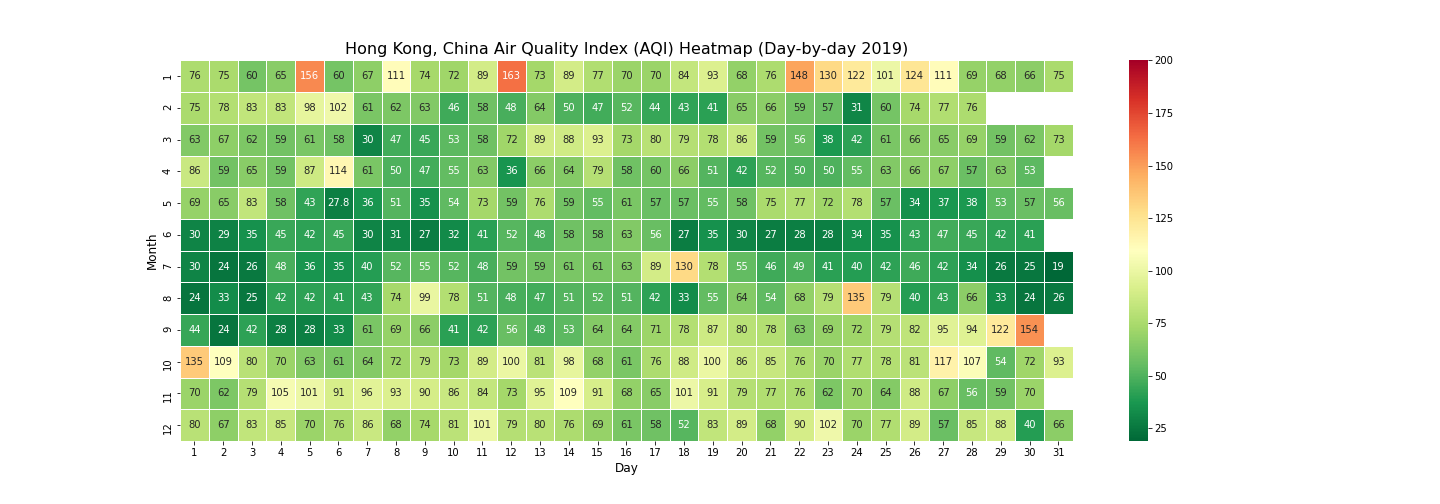 Hong Kong, China Air Quality Index (AQI) Heatmap (Day-by-day 2019)
1 76 75 60 65 156 60 67 111 74 72 89 163 73 89 77 70 70 84 93 68 76 148 130 122 101 124 111 69 68 66 75
2 75 78 83 83 98 102 61 62 63 46 58 48 64 50 47 52 44 43 41 65 66 59 57 31 60 74 77 76
3 63 67 62 59 61 58 30 47 45 53 58 72 89 88 93 73 80 79 78 86 59 56 38 42 61 66 65 69 59 62 73
4 86 59 65 59 87 114 61 50 47 55 63 36 66 64 79 58 60 66 51 42 52 50 50 55 63 66 67 57 63 53
5 69 65 83 58 43 27.8 36 51 35 54 73 59 76 59 55 61 57 57 55 58 75 77 72 78 57 34 37 38 53 57 56
6 30 29 35 45 42 45 30 31 27 32 41 52 48 58 58 63 56 27 35 30 27 28 28 34 35 43 47 45 42 41
7 30 24 26 48 36 35 40 52 55 52 48 59 59 61 61 63 89 130 78 55 46 49 41 40 42 46 42 34 26 25 19
8 24 33 25 42 42 41 43 74 99 78 51 48 47 51 52 51 42 33 55 64 54 68 79 135 79 40 43 66 33 24 26
9 44 24 42 28 28 33 61 69 66 41 42 56 48 53 64 64 71 78 87 80 78 63 69 72 79 82 95 94 122 154
10 135 109 80 70 63 61 64 72 79 73 89 100 81 98 68 61 76 88 100 86 85 76 70 77 78 81 117 107 54 72 93
11 70 62 79 105 101 91 96 93 90 86 84 73 95 109 91 68 65 101 91 79 77 76 62 70 64 88 67 56 59 70
12 80 67 83 85 70 76 86 68 74 81 101 79 80 76 69 61 58 52 83 89 68 90 102 70 77 89 57 85 88 40 66
Month
1 2 3 4 5 6 7 8 9 10 11 12 13 14 15 16 17 18 19 20 21 22 23 24 25 26 27 28 29 30 31
Day
200
175
150
125
100
75
50
25